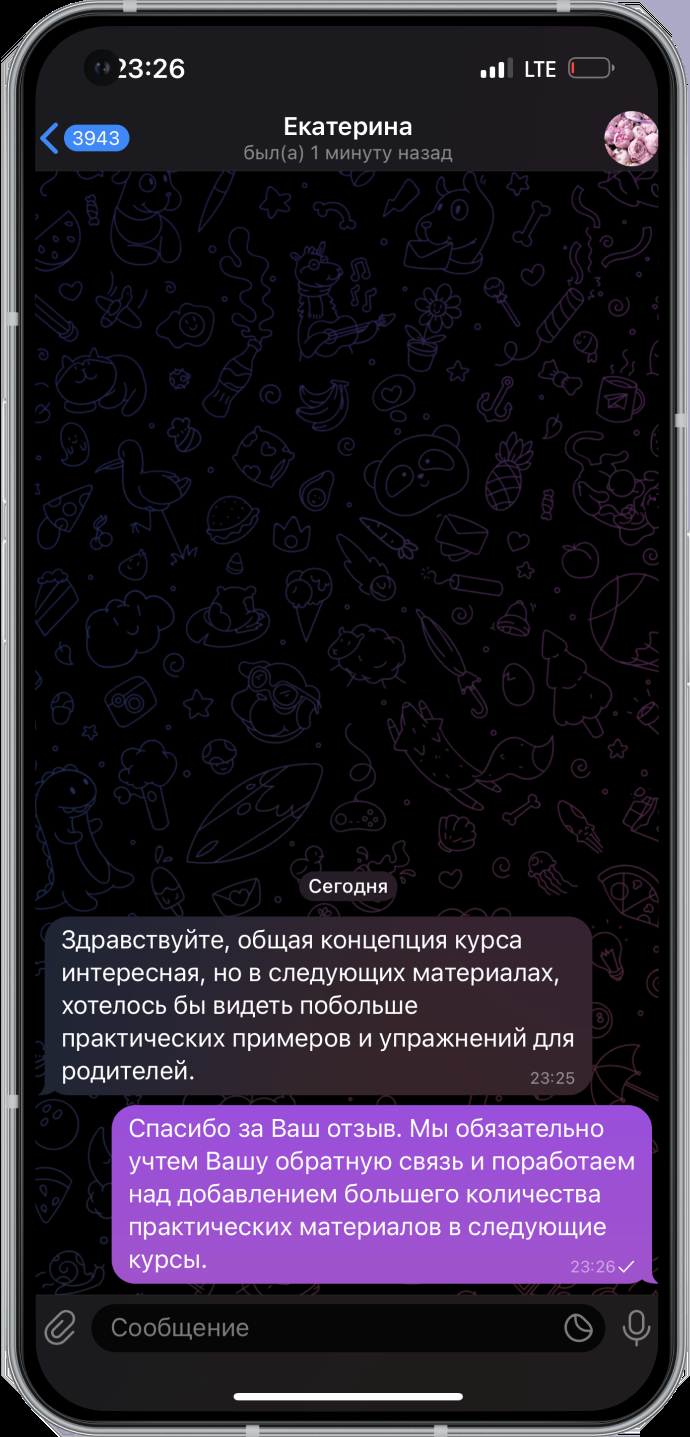 23:26
LTE
3943
Екатерина
был(а) 1 минуту назад
Сегодня
Здравствуйте, общая концепция курса
интересная, но в следующих материалах,
хотелось бы видеть побольше
практических примеров и упражнений для
родителей.
23:25
Спасибо за Ваш отзыв. Мы обязательно
учтем Вашу обратную связь и поработаем
над добавлением большего количества
практических материалов в следующие
курсы.
23:26
Сообщение